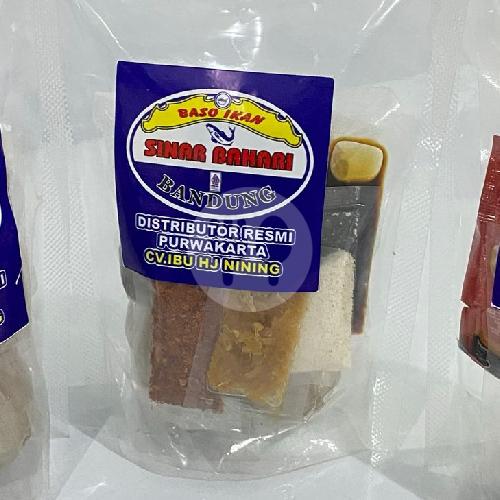 BASO IKAN
SINAR BAHARI
BANDUNG
DISTRIBUTOR RESMI
PURWAKARTA
CV.IBU HJ NINING